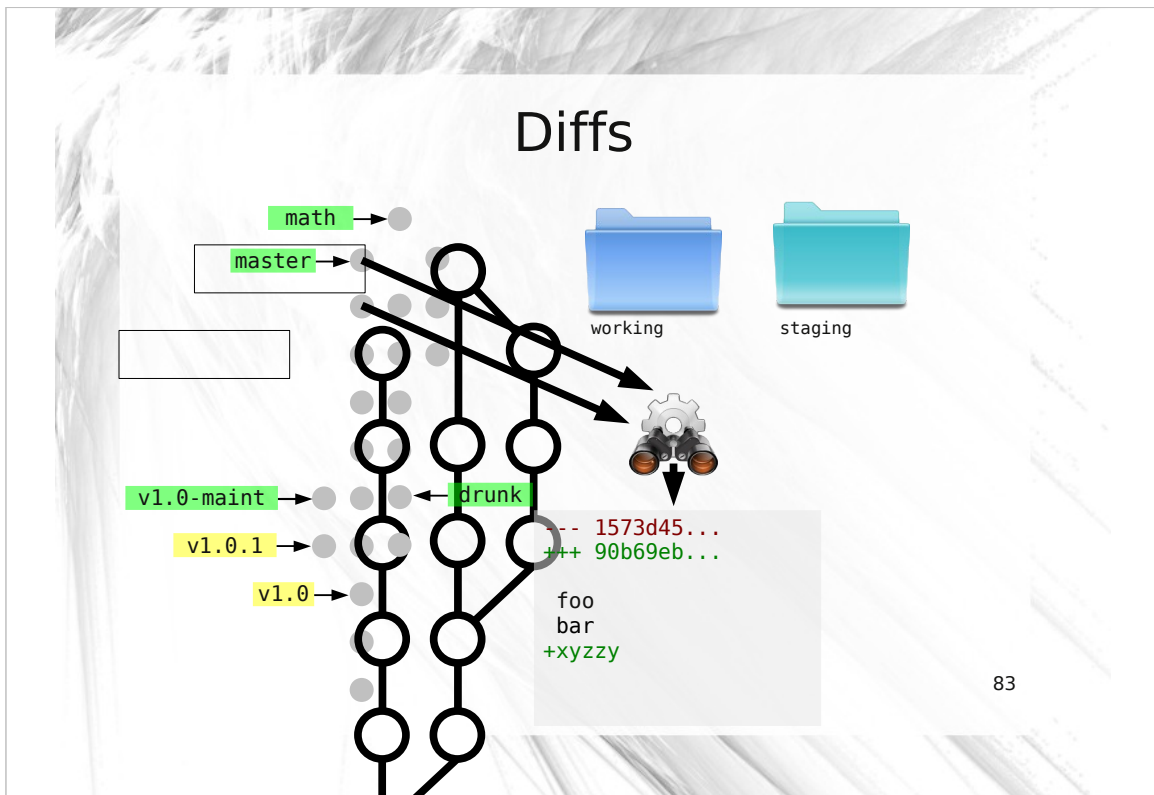 Diffs
math
master
working
staging
v1.0-maint
drunk
v1.0.1
v1.0
--- 1573d45...
+++ 90b69eb...
foo
bar
+xyzzy
83